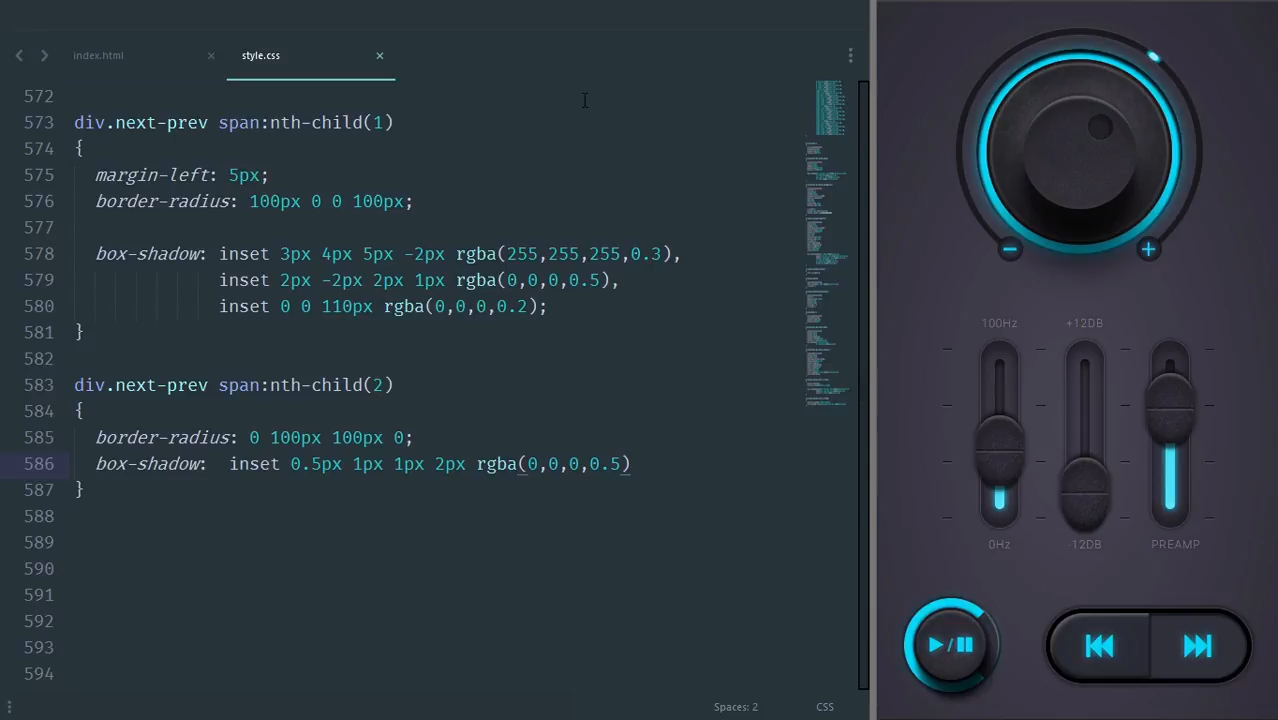 index.html
style.css
572
573 div.next-prev span:nth-child(1)
574 {
575 margin-left: 5px;
576 border-radius: 100px 0 0 100px;
577
578 box-shadow: inset 3px 4px 5px -2px rgba(255,255,255,0.3),
579 inset 2px -2px 2px 1px rgba(0,0,0,0.5),
580 inset 0 0 110px rgba(0,0,0,0.2);
581 }
582
583 div.next-prev span:nth-child(2)
584 {
585 border-radius: 0 100px 100px 0;
586 box-shadow:  inset 0.5px 1px 1px 2px rgba(0,0,0,0.5)
587 }
588
589
590
591
592
593
594
Spaces: 2
CSS
100Hz
+12DB
0Hz
-12DB
PREAMP